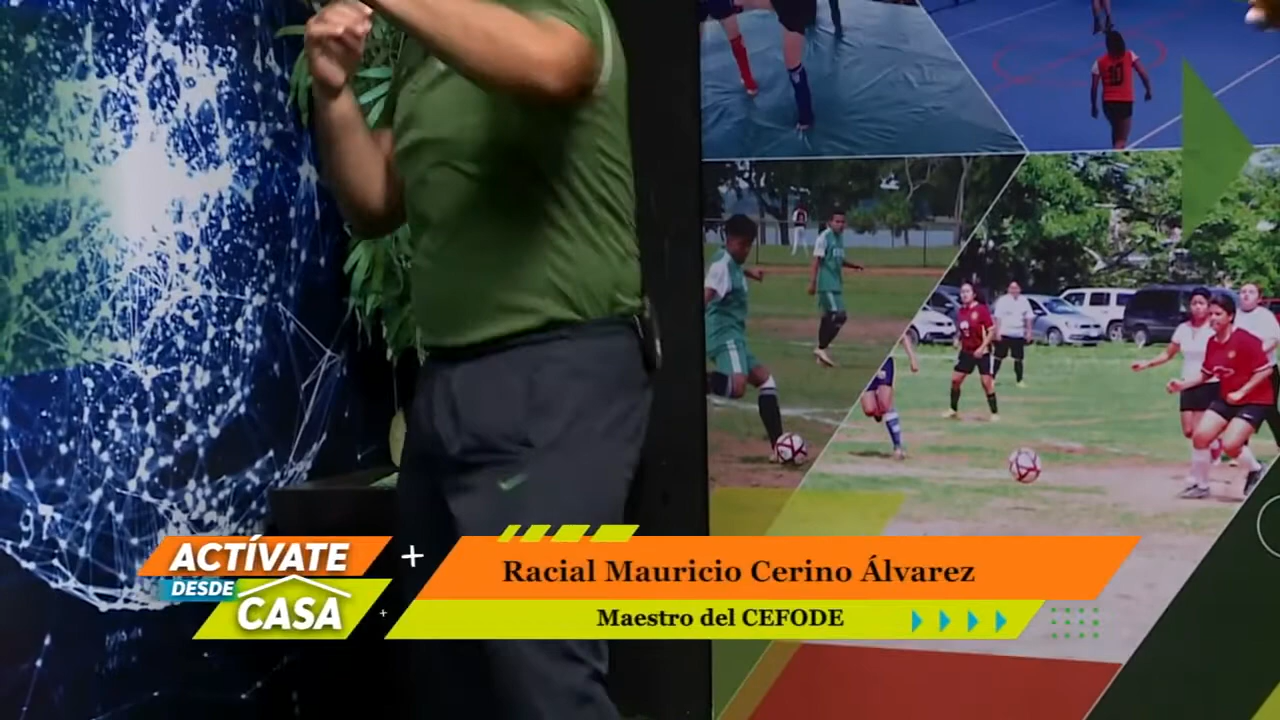 ACTÍVATE
DESDE
CASA
Racial Mauricio Cerino Álvarez
Maestro del CEFODE